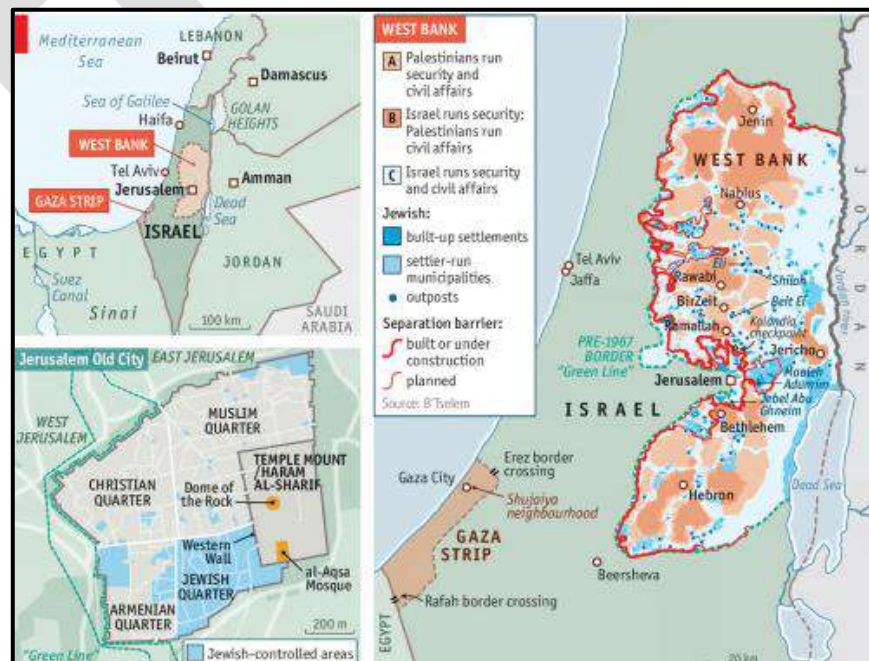 Mediterranean
Sea
LEBANON
Beirut
Damascus
Sea of Galilee
GOLAN
HEIGHTS
Haifa
WEST BANK
Tel Aviv
Jerusalem
Amman
GAZA STRIP
Dead
Sea
ISRAEL
EGYPT
JORDAN
Suez
Canal
Sinai
SAUDI
ARABIA
100 km
Jerusalem Old City
EAST JERUSALEM
WEST
JERUSALEM
MUSLIM
QUARTER
CHRISTIAN
QUARTER
TEMPLE MOUNT
/HARAM
AL-SHARIF
Dome of
the Rock
Western
Wall
al-Aqsa
Mosque
JEWISH
QUARTER
ARMENIAN
QUARTER
200 m
"Green Line"
Jewish-controlled areas
WEST BANK
A Palestinians run
security and
civil affairs
B Israel runs security:
Palestinians run
civil affairs
C Israel runs security
and civil affairs
Jewish:
built-up settlements
settler-run
municipalities
outposts
Separation barrier:
built or under
construction
planned
Source: B'Tselem
Jenin
WEST BANK
Nablus
Tel Aviv
Jaffa
Eli
Shiloh
Rawabi
BirZeit
Beit El
Ramallah
Kalandia
checkpoint
Jericho
PRE-1967
BORDER
"Green Line"
Jerusalem
Maaleh
Adumim
Jebel Abu
Ghneim
ISRAEL
Bethlehem
JORDAN
Jordan River
Dead Sea
Erez border
crossing
Gaza City
Shujaiya
neighbourhood
Hebron
GAZA
STRIP
Beersheva
Rafah border crossing
EGYPT
20 km